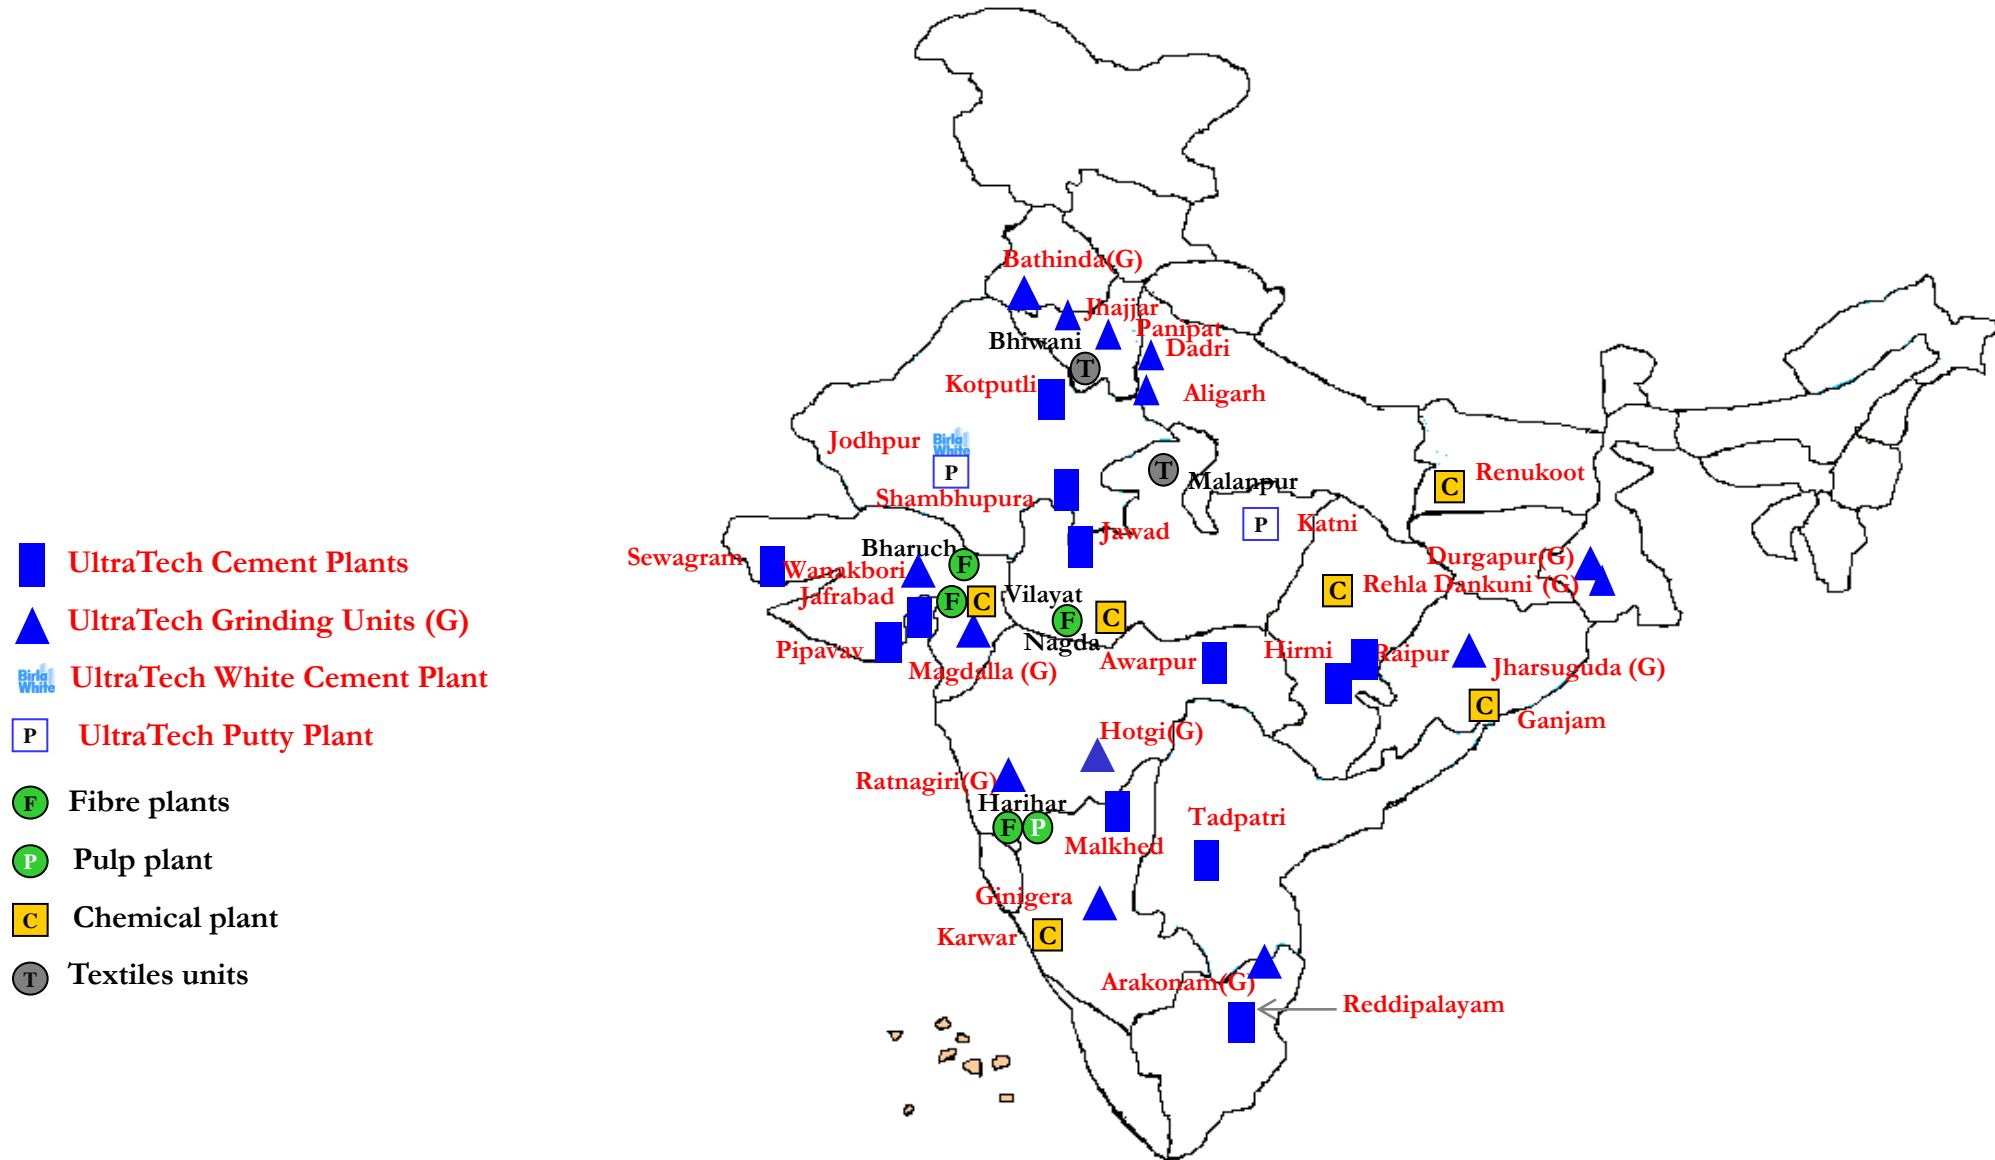 UltraTech Cement Plants
UltraTech Grinding Units (G)
Birla
White
UltraTech White Cement Plant
P
UltraTech Putty Plant
F
Fibre plants
P
Pulp plant
C
Chemical plant
T
Textiles units
Bathinda(G)
Jhajjar
Panipat
Bhiwani
Dadri
T
Kotputli
Aligarh
Jodhpur
Birla
White
P
T
Malanpur
Renukoot
C
Shambhupura
P
Katni
Jawad
Sewagram
Bharuch
F
Wanakbori
Durgapur(G)
C
Rehla Dankuni (G)
Jafrabad
F
C
Vilayat
F
C
Nagda
Pipavav
Magdalla (G)
Awarpur
Hirmi
Raipur
Jharsuguda (G)
C
Ganjam
Hotgi(G)
Ratnagiri(G)
Harihar
F
P
Malkhed
Tadpatri
Ginigera
Karwar
C
Arakonam(G)
Reddipalayam